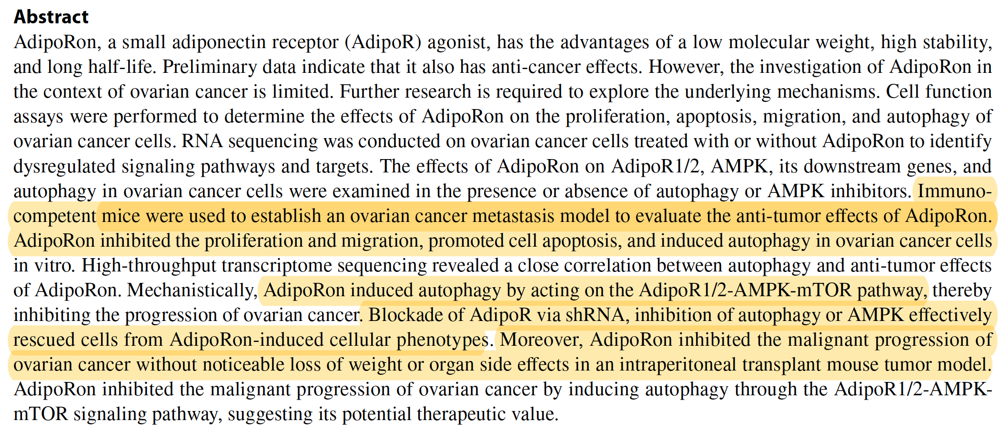 Abstract
AdipoRon, a small adiponectin receptor (AdipoR) agonist, has the advantages of a low molecular weight, high stability,
and long half-life. Preliminary data indicate that it also has anti-cancer effects. However, the investigation of AdipoRon in
the context of ovarian cancer is limited. Further research is required to explore the underlying mechanisms. Cell function
assays were performed to determine the effects of AdipoRon on the proliferation, apoptosis, migration, and autophagy of
ovarian cancer cells. RNA sequencing was conducted on ovarian cancer cells treated with or without AdipoRon to identify
dysregulated signaling pathways and targets. The effects of AdipoRon on AdipoR1/2, AMPK, its downstream genes, and
autophagy in ovarian cancer cells were examined in the presence or absence of autophagy or AMPK inhibitors. Immuno-
competent mice were used to establish an ovarian cancer metastasis model to evaluate the anti-tumor effects of AdipoRon.
AdipoRon inhibited the proliferation and migration, promoted cell apoptosis, and induced autophagy in ovarian cancer cells
in vitro. High-throughput transcriptome sequencing revealed a close correlation between autophagy and anti-tumor effects
of AdipoRon. Mechanistically, AdipoRon induced autophagy by acting on the AdipoR1/2-AMPK-mTOR pathway, thereby
inhibiting the progression of ovarian cancer. Blockade of AdipoR via shRNA, inhibition of autophagy or AMPK effectively
rescued cells from AdipoRon-induced cellular phenotypes. Moreover, AdipoRon inhibited the malignant progression of
ovarian cancer without noticeable loss of weight or organ side effects in an intraperitoneal transplant mouse tumor model.
AdipoRon inhibited the malignant progression of ovarian cancer by inducing autophagy through the AdipoR1/2-AMPK-
mTOR signaling pathway, suggesting its potential therapeutic value.